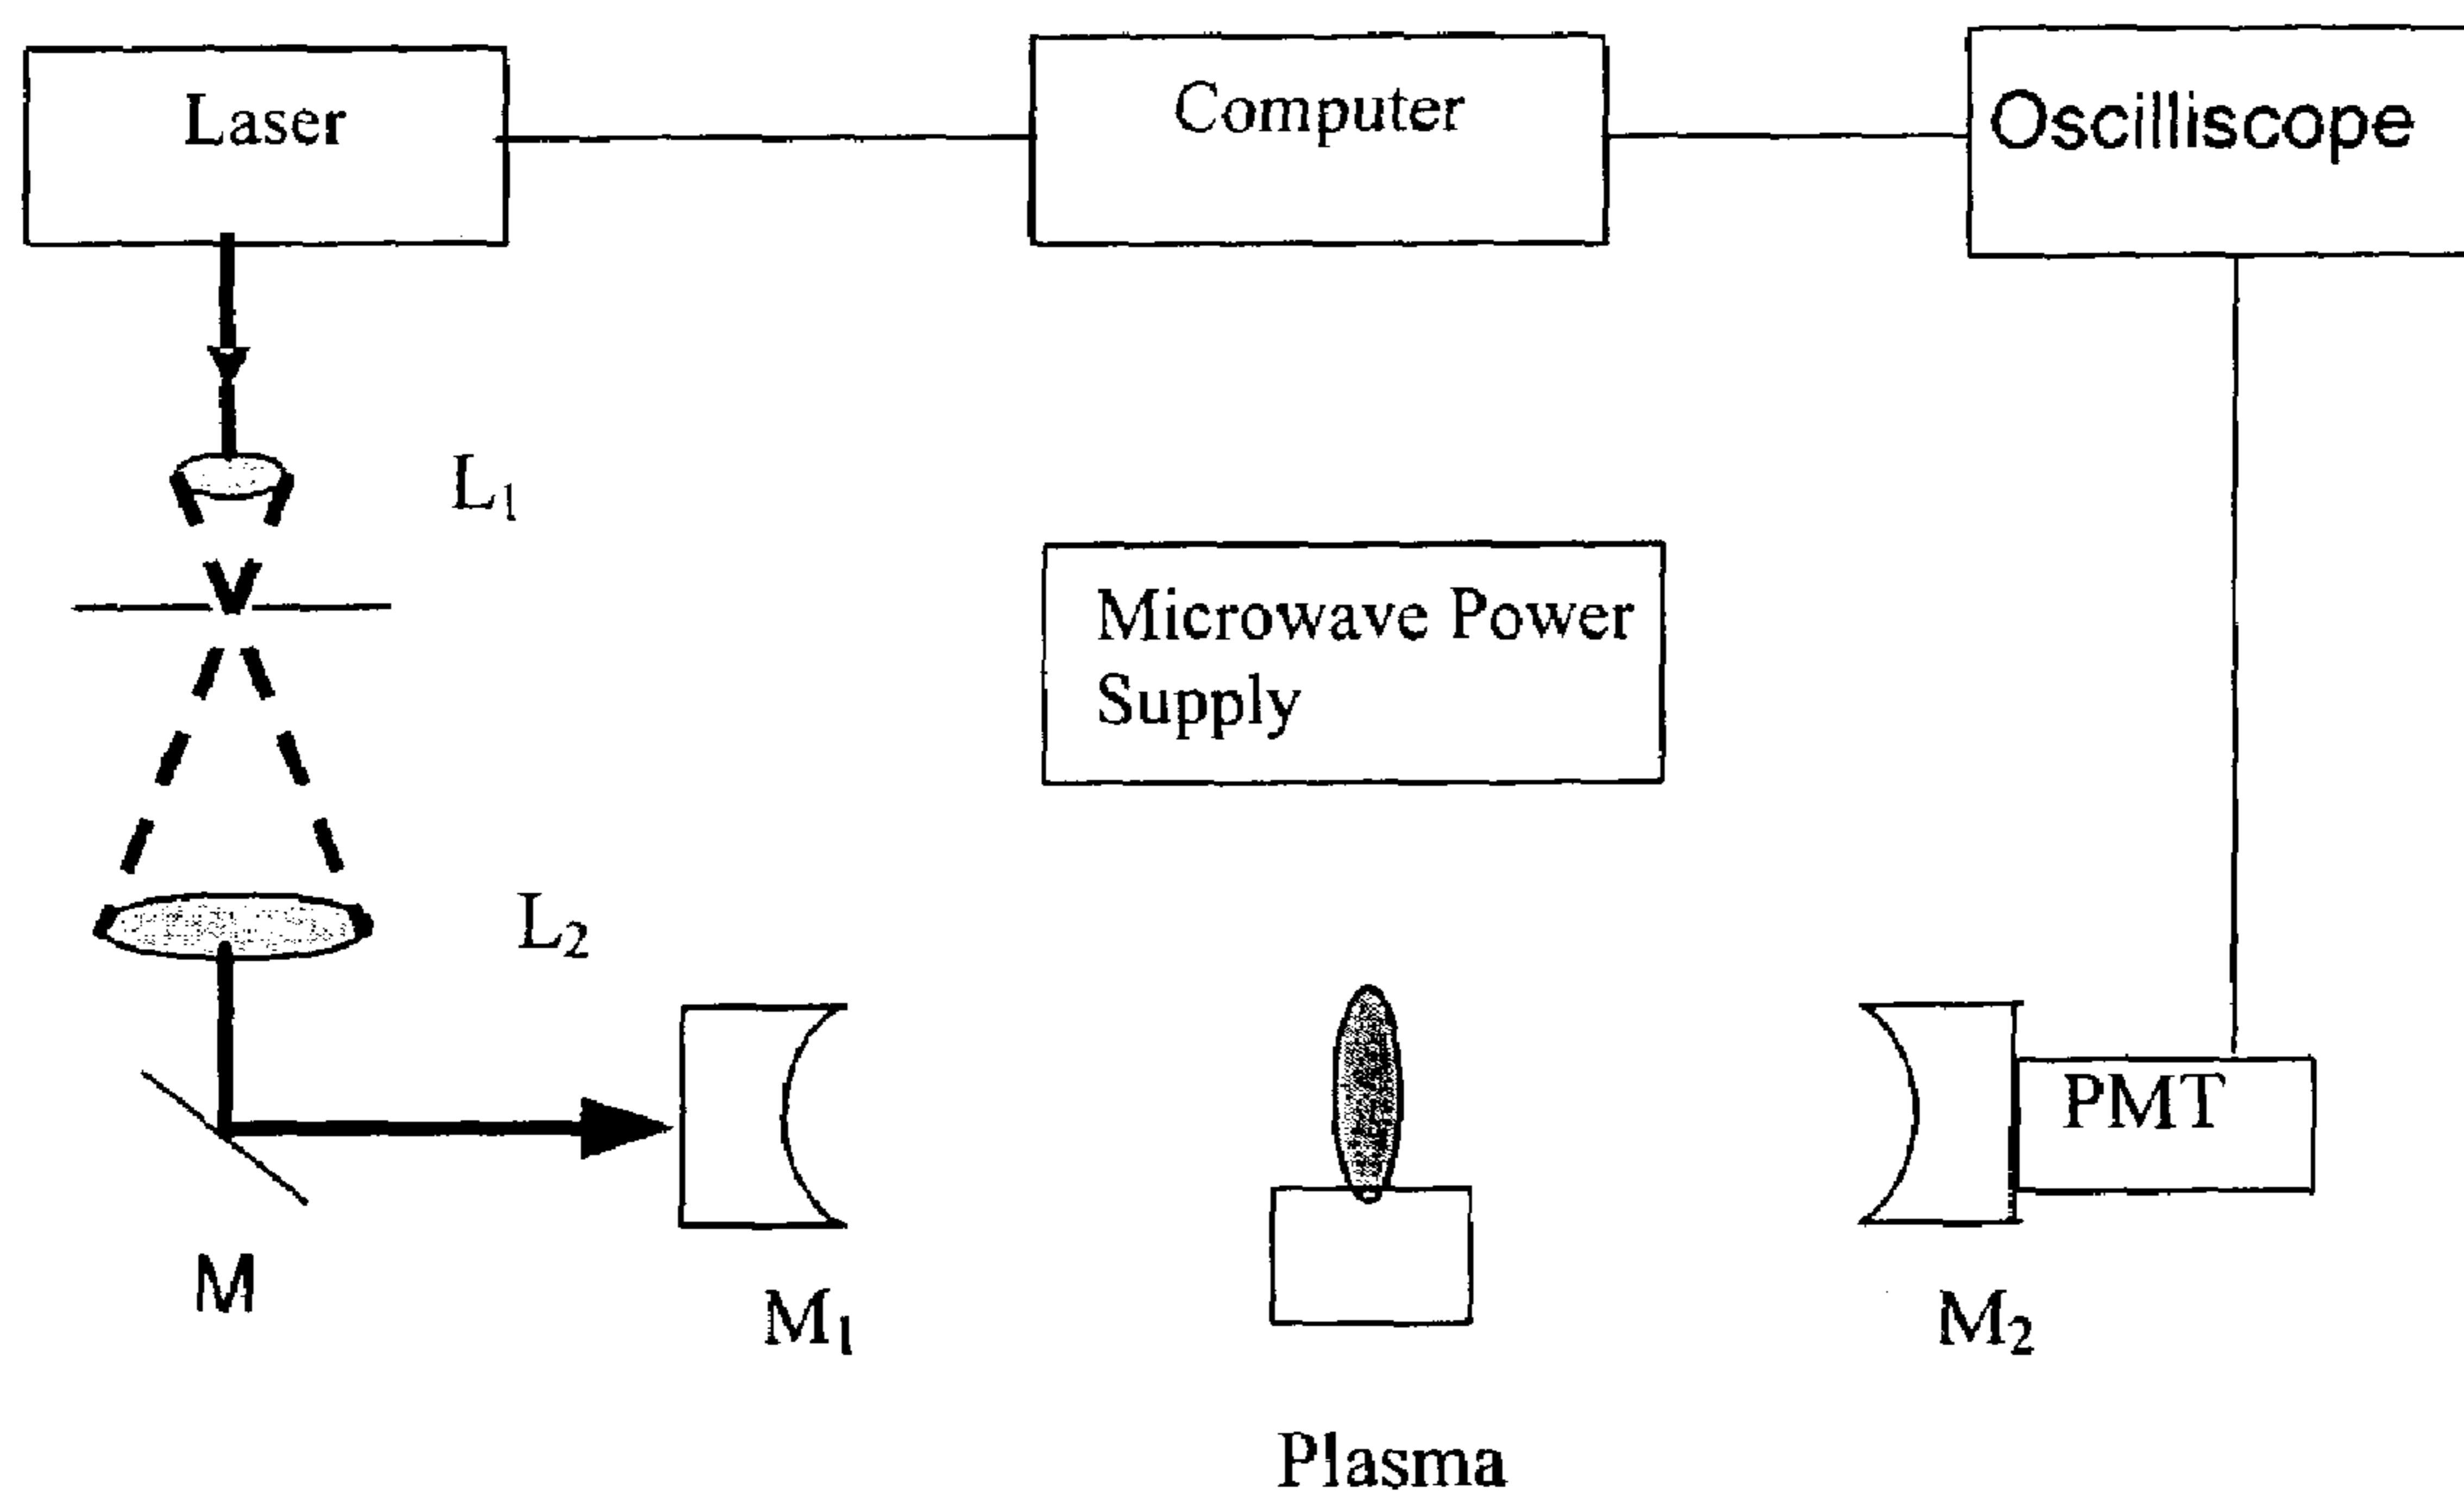 Laser
Computer
Oscilliscope
L1
Microwave Power
Supply
L2
PMT
M
M1
M2
Plasma